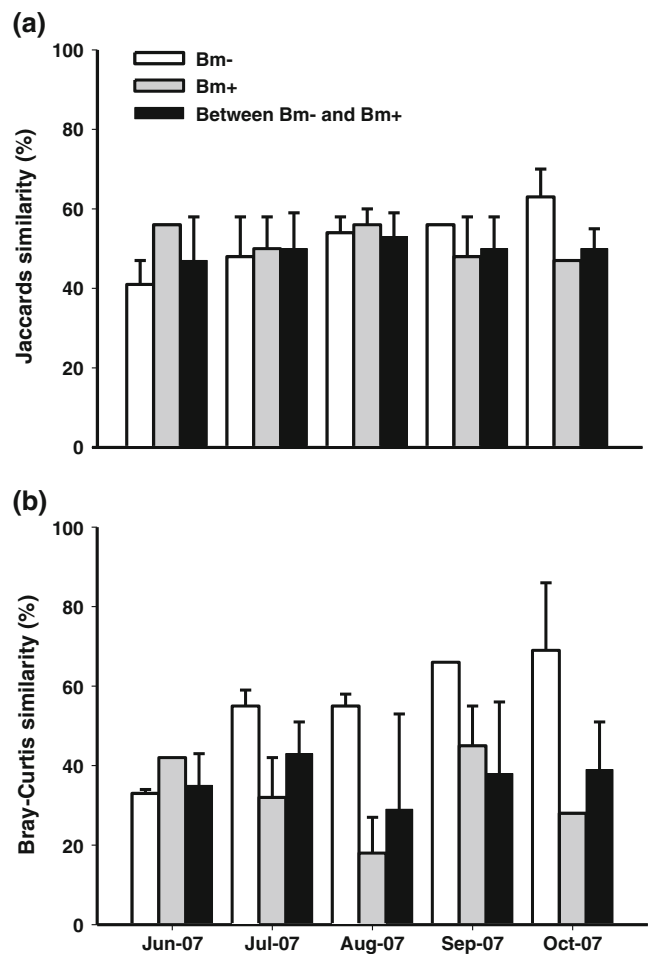 (a)
100
80
60
40
20
0
Jaccards similarity (%)
Bm-
Bm+
Between Bm- and Bm+
(b)
100
80
60
40
20
0
Bray-Curtis similarity (%)
Jun-07 Jul-07 Aug-07 Sep-07 Oct-07